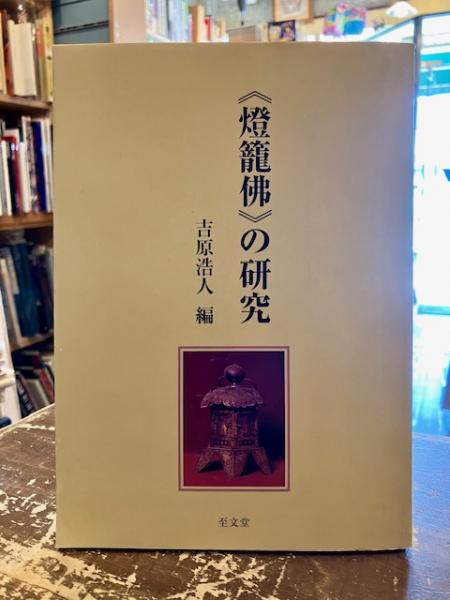 《燈籠佛》の研究
吉原浩人 編
至文堂